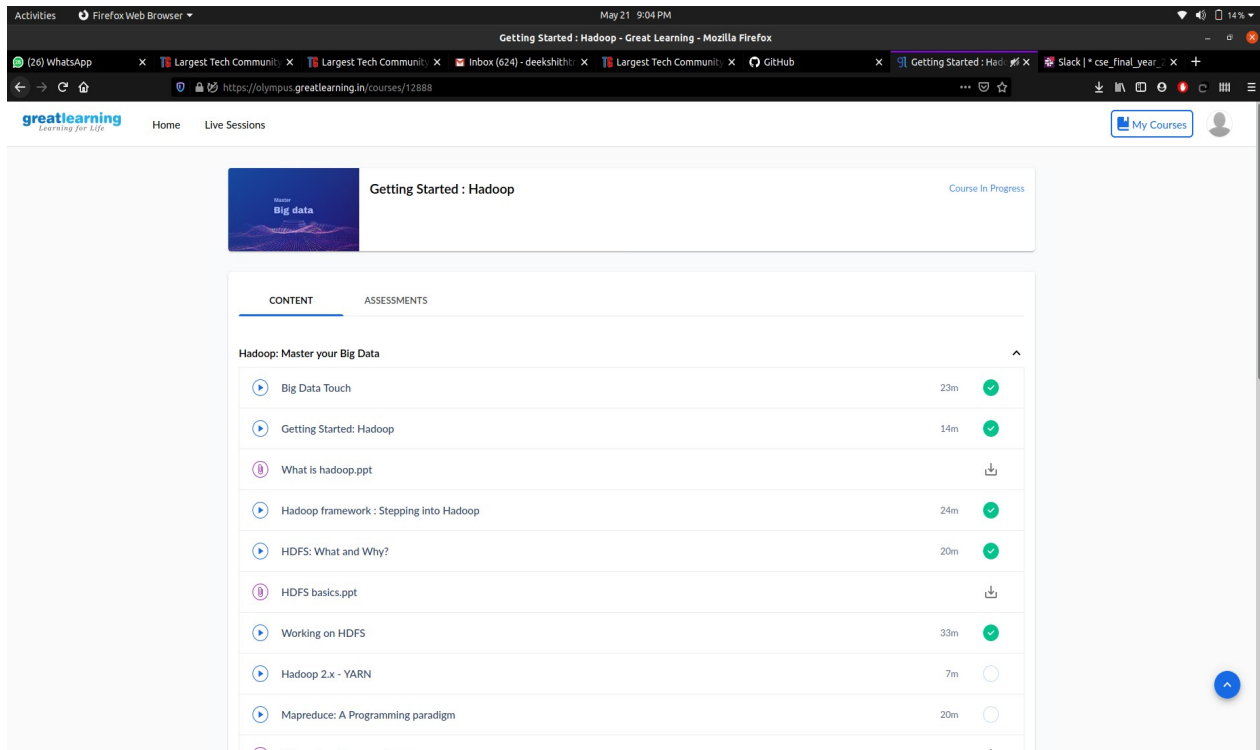 Activities Firefox Web Browser May 21 9:04 PM 14%
Getting Started : Hadoop - Great Learning - Mozilla Firefox
(26) WhatsApp Largest Tech Community Largest Tech Community Inbox (624) - deekshithb Largest Tech Community GitHub Getting Started : Had Slack | * cse_final_year_
https://olympus.greatlearning.in/courses/12888
greatlearning
Learning for Life
Home Live Sessions My Courses
Master
Big data
Getting Started : Hadoop Course In Progress
CONTENT ASSESSMENTS
Hadoop: Master your Big Data
Big Data Touch 23m
Getting Started: Hadoop 14m
What is hadoop.ppt
Hadoop framework : Stepping into Hadoop 24m
HDFS: What and Why? 20m
HDFS basics.ppt
Working on HDFS 33m
Hadoop 2.x - YARN 7m
Mapreduce: A Programming paradigm 20m